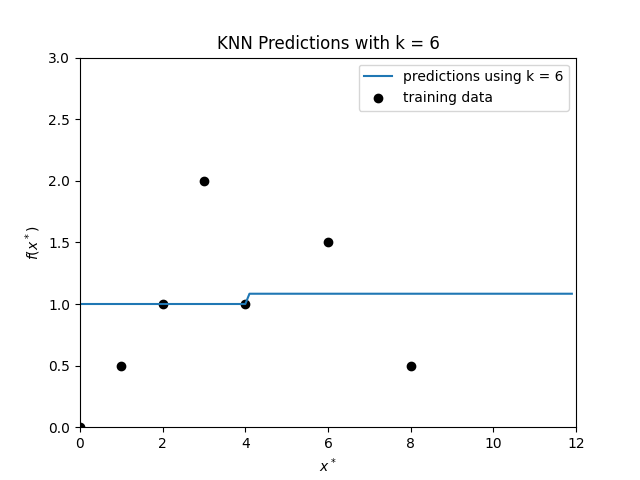 KNN Predictions with k = 6
predictions using k = 6
training data
3.0
2.5
2.0
1.5
1.0
0.5
0.0
f(x*)
0 2 4 6 8 10 12
x*